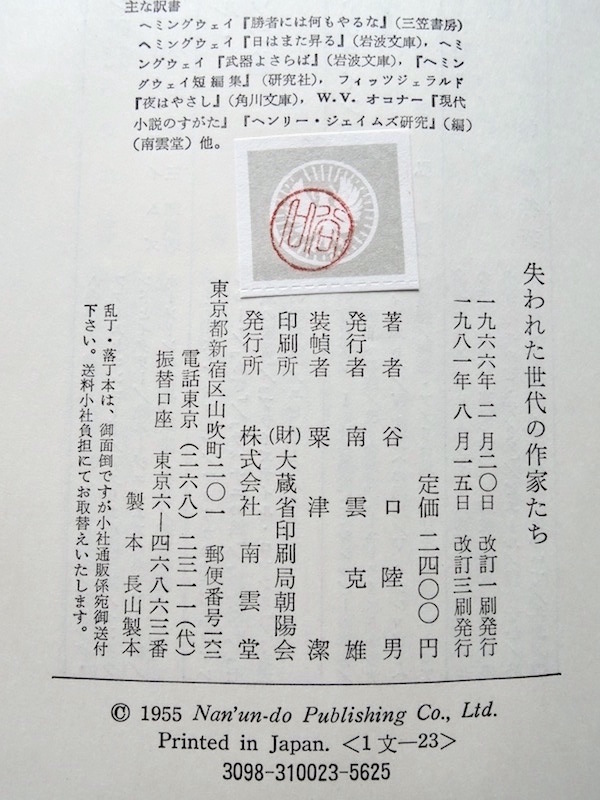 主な訳書
ヘミングウェイ『勝者には何もやるな』（三笠書房）
ヘミングウェイ『日はまた昇る』（岩波文庫），ヘミ
ングウェイ『武器よさらば』（岩波文庫），『ヘミン
グウェイ短編集』（研究社），フィッツジェラルド
『夜はやさし』（角川文庫），W.V. オコナー『現代
小説のすがた』『ヘンリー・ジェイムズ研究』（編）
（南雲堂）他。
失われた世代の作家たち
一九六六年 二 月二〇日 改訂一刷発行
一九八一年 八 月一五日 改訂三刷発行
定価 二四〇〇円
著者 谷口陸男
発行者 南雲克雄
装幀者 粟津潔
印刷所 (財)大蔵省印刷局朝陽会
発行所 株式会社 南雲堂
東京都新宿区山吹町二〇一 郵便番号一六二
電話東京（二六八）二三一一（代）
振替口座 東京六―四六八六三番
製本 長山製本
乱丁・落丁本は、御面倒ですが小社通販係宛御送付
下さい。送料小社負担にてお取替えいたします。
© 1955 Nan'un-do Publishing Co., Ltd.
Printed in Japan. <1文―23>
3098-310023-5625